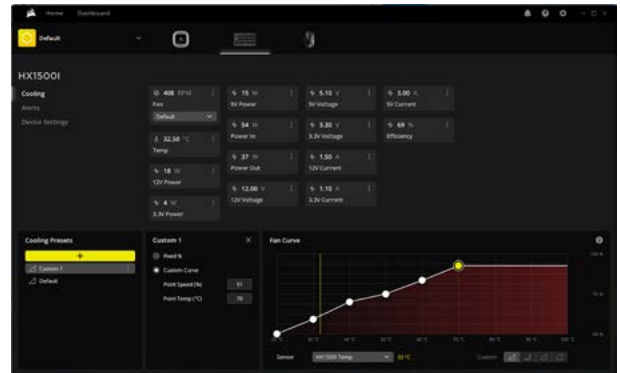 Home Dashboard
Default
HX1500I
Cooling
Alerts
Device Settings
408 RPM
Fan
Default
32.50 °C
Temp
18 W
12V Power
4 W
3.3V Power
15 W
5V Power
54 W
Power In
37 W
Power Out
12.00 V
12V Voltage
5.10 V
5V Voltage
3.30 V
3.3V Voltage
1.50 A
12V Current
1.10 A
3.3V Current
3.00 A
5V Current
69 %
Efficiency
Cooling Presets
+
Custom 1
Default
Custom 1
Fixed %
Custom Curve
Point Speed (%) 91
Point Temp (°C) 70
Fan Curve
100 %
Sensor HX1500i Temp 33 °C
Custom